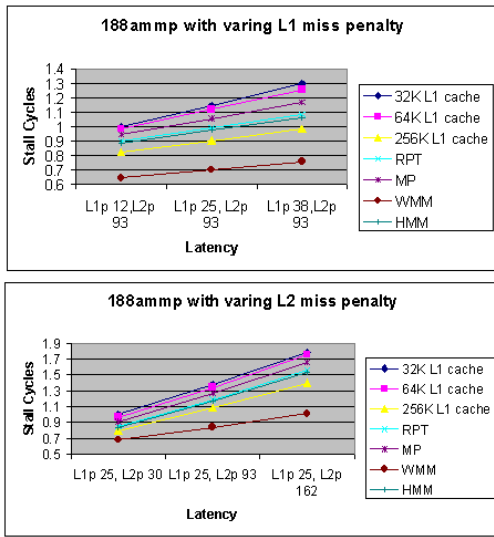 188ammp with varing L1 miss penalty
1.4
1.3
1.2
1.1
1
0.9
0.8
0.7
0.6
Stall Cycles
L1p 12,L2p 93
L1p 25, L2p 93
L1p 38,L2p 93
Latency
32K L1 cache
64K L1 cache
256K L1 cache
RPT
MP
WMM
HMM
188ammp with varing L2 miss penalty
1.9
1.7
1.5
1.3
1.1
0.9
0.7
0.5
Stall Cycles
L1p 25, L2p 30
L1p 25, L2p 93
L1p 25, L2p 162
Latency
32K L1 cache
64K L1 cache
256K L1 cache
RPT
MP
WMM
HMM